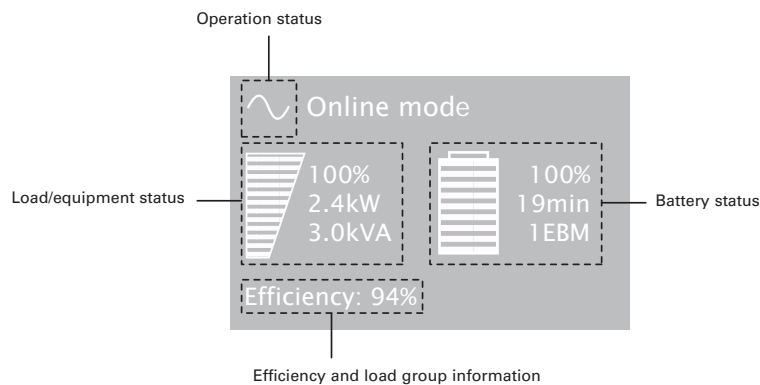 Operation status
Online mode
Load/equipment status
100%
2.4kW
3.0kVA
100%
19min
1EBM
Battery status
Efficiency: 94%
Efficiency and load group information